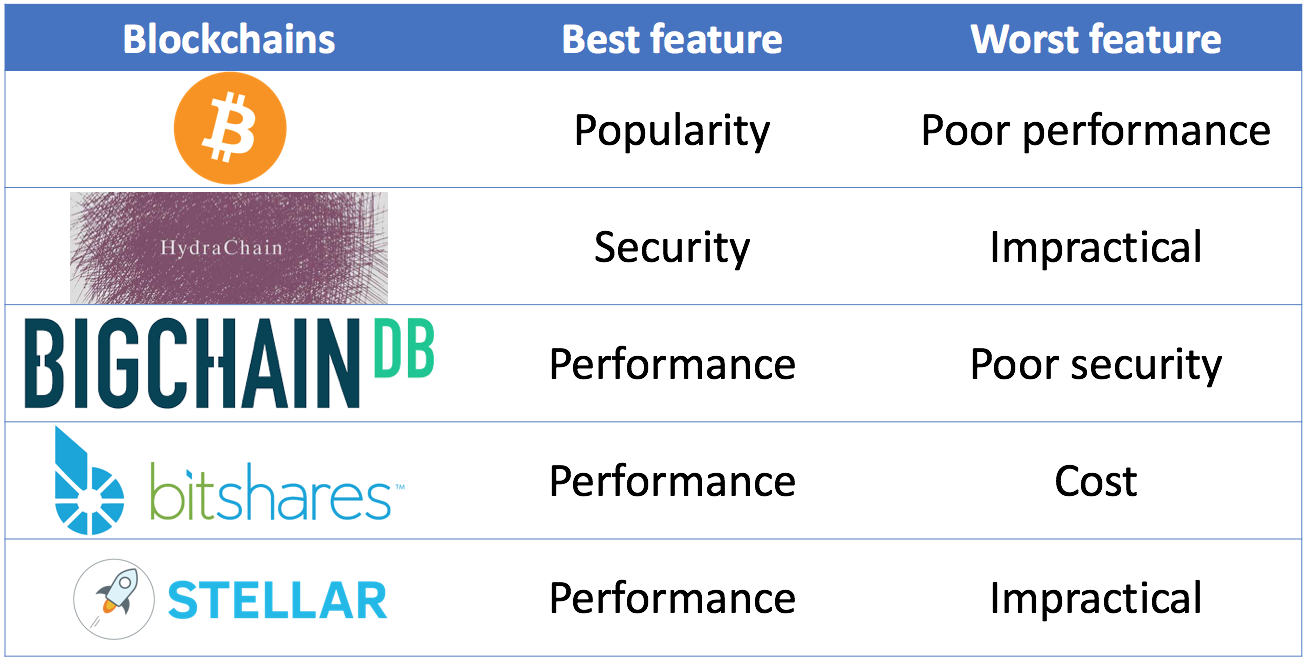 Blockchains Best feature Worst feature
B Popularity Poor performance
HydraChain Security Impractical
BIGCHAIN DB Performance Poor security
bitshares™ Performance Cost
STELLAR Performance Impractical